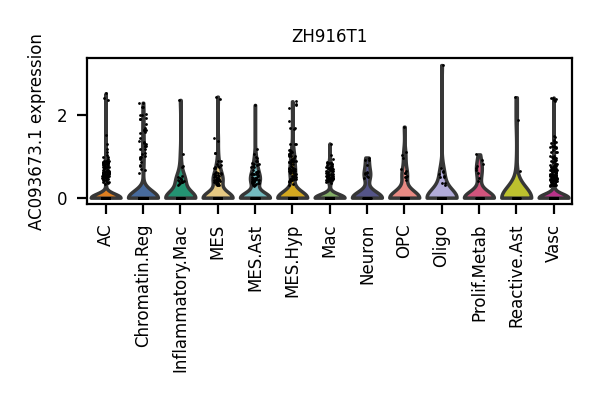 ZH916T1
AC093673.1 expression
2
0
AC
Chromatin.Reg
Inflammatory.Mac
MES
MES.Ast
MES.Hyp
Mac
Neuron
OPC
Oligo
Prolif.Metab
Reactive.Ast
Vasc